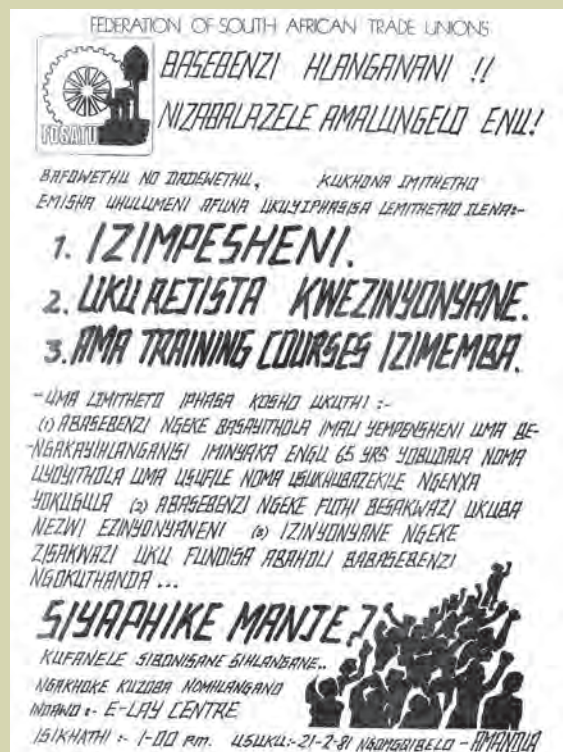 FEDERATION OF SOUTH AFRICAN TRADE UNIONS
FOSATU
BASEBENZI HLANGANANI !!
NIZABALAZELE AMALUNGELO ENU!
BAFOWETHU NO DADEWETHU, KUKHONA IMITHETHO
EMISHA UHULUMENI AFUNA UKUYIPHASISA LEMITHETHO ILENA:-
1. IZIMPESHENI.
2. UKU REJISTA KWEZINYONYANE.
3. AMA TRAINING COURSES IZIMEMBA.
-UMA LIMITHETO IPHASA KOSHO UKUTHI :-
(1) ABASEBENZI NGEKE BASAYITHOLA IMALI YEMPENSHENI UMA BE-
-NGAKAYIHLANGANISI IMINYAKA ENGU 65 YRS YOBUDALA NOMA
UYOYITHOLA UMA USUFILE NOMA USUKHUBAZEKILE NGENXA
YOKUGULA (2) ABASEBENZI NGEKE FUTHI BESAKWAZI UKUBA
NEZWI EZINYONYANENI (3) IZINYONYANE NGEKE
ZISAKWAZI UKU FUNDISA ABAHOLI BABASEBENZI
NGOKUTHANDA ...
SIYAPHIKE MANJE?
KUFANELE SIBONISANE SIHLANGANE..
NGAKHOKE KUZOBA NOMHLANGANO
INDAWO :- E-LAY CENTRE
ISIKHATHI :- 1-00 P.m. USUKU:-21-2-81 NGOMGQIBELO - AMANDLA